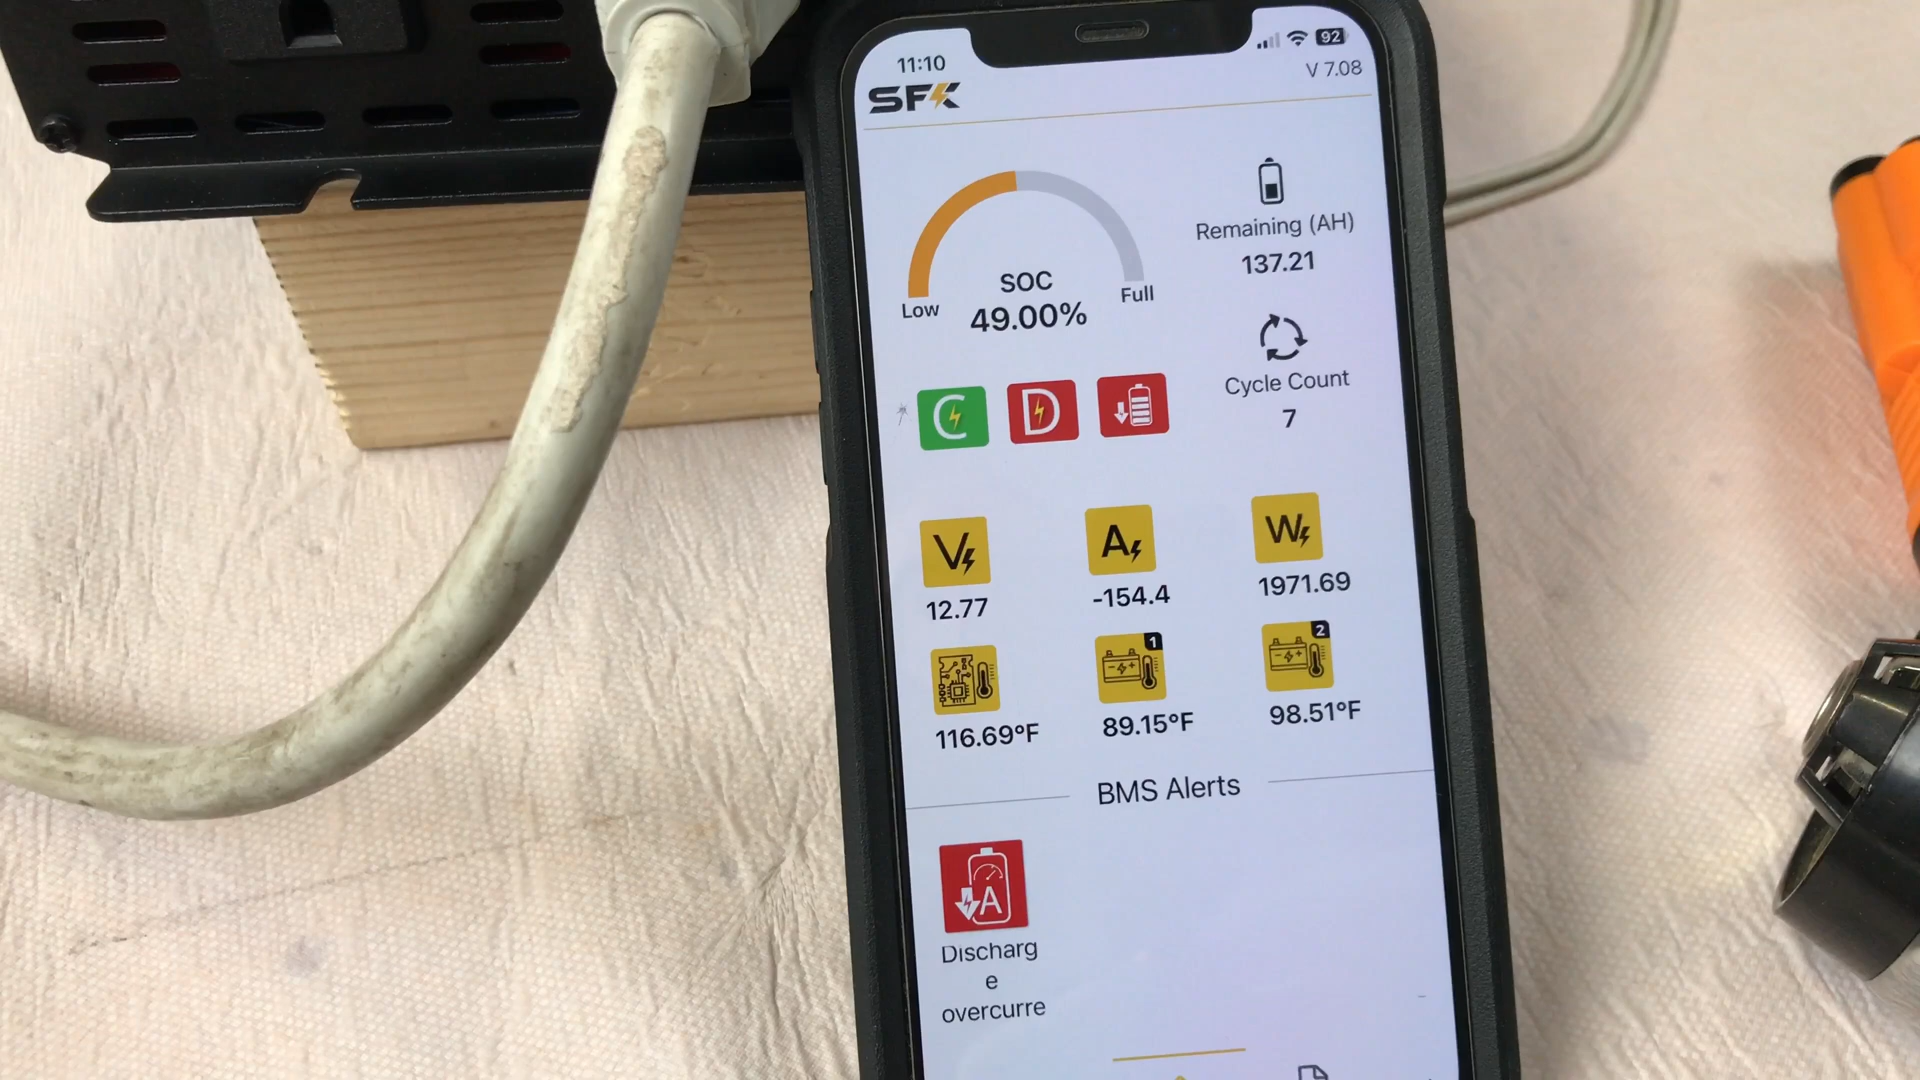 11:10
92
V 7.08
SFK
Remaining (AH)
137.21
SOC
49.00%
Low
Full
Cycle Count
7
C
D
V
A
W
12.77
-154.4
1971.69
1
2
116.69°F
89.15°F
98.51°F
BMS Alerts
A
Discharg
e
overcurre